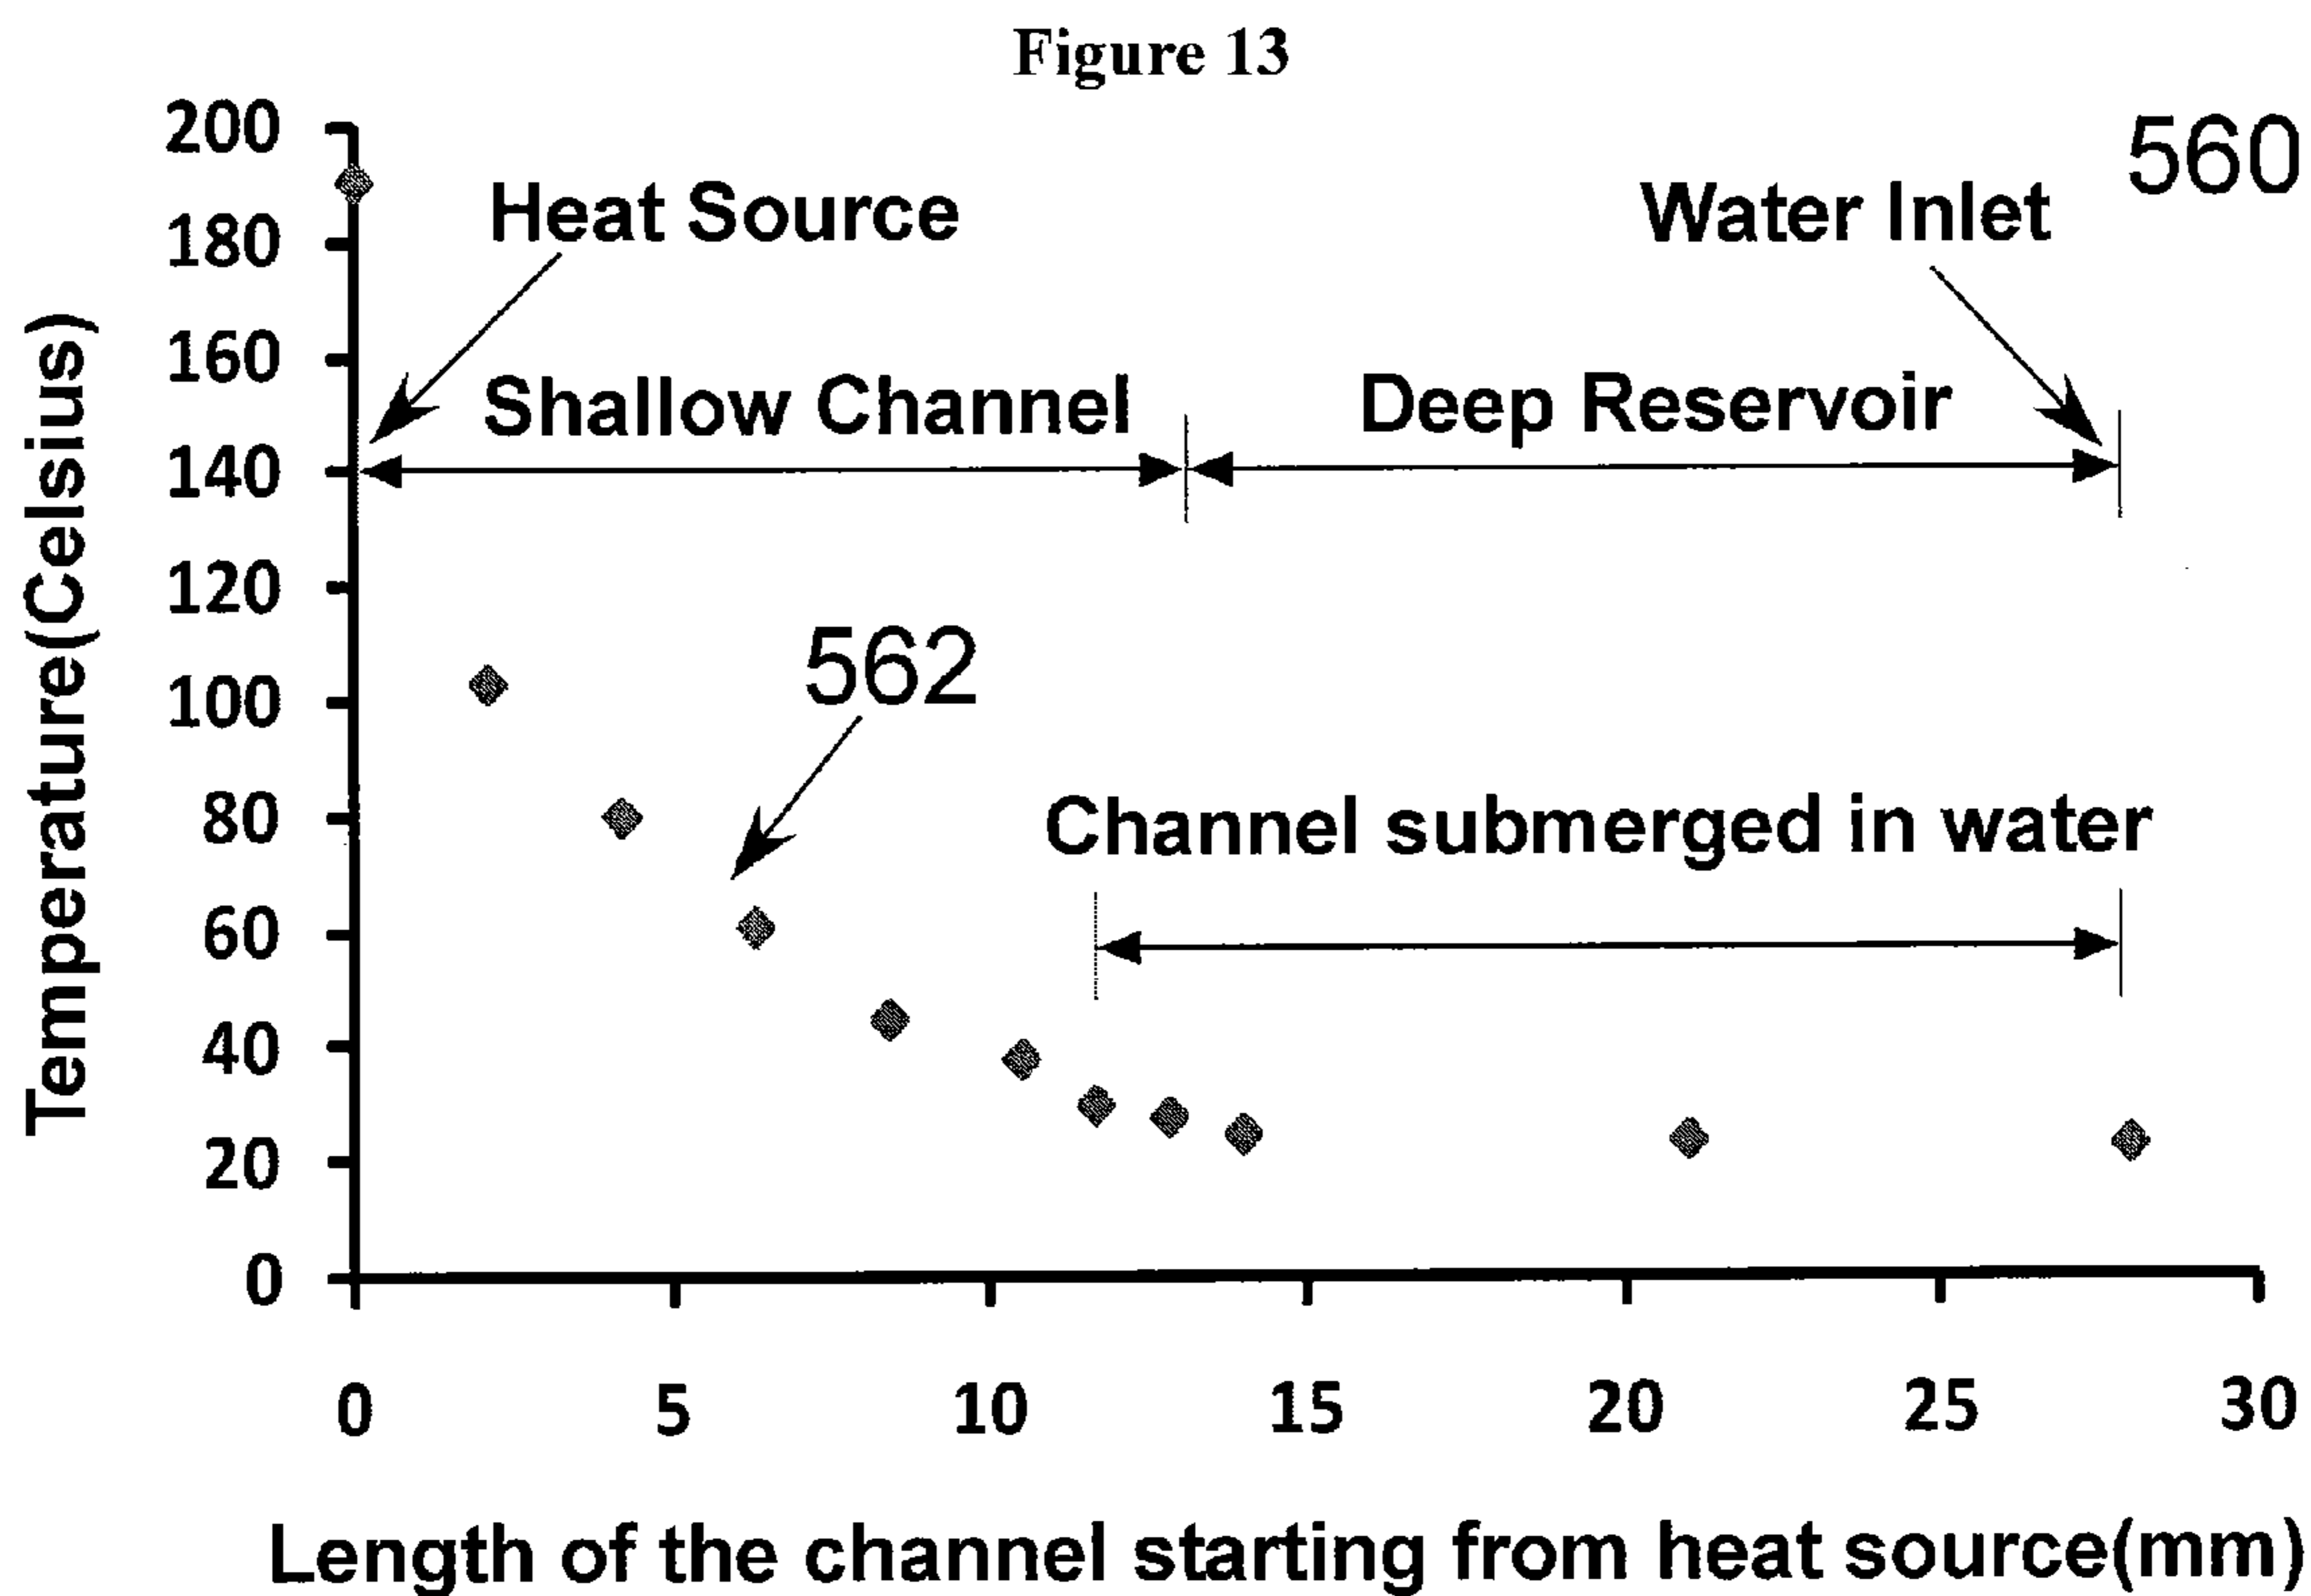 Figure 13
200
560
Heat Source
Water Inlet
180
160
Shallow Channel
Deep Reservoir
140
120
562
100
80
Channel submerged in water
60
40
20
0
Temperature(Celsius)
0 5 10 15 20 25 30
Length of the channel starting from heat source(mm)